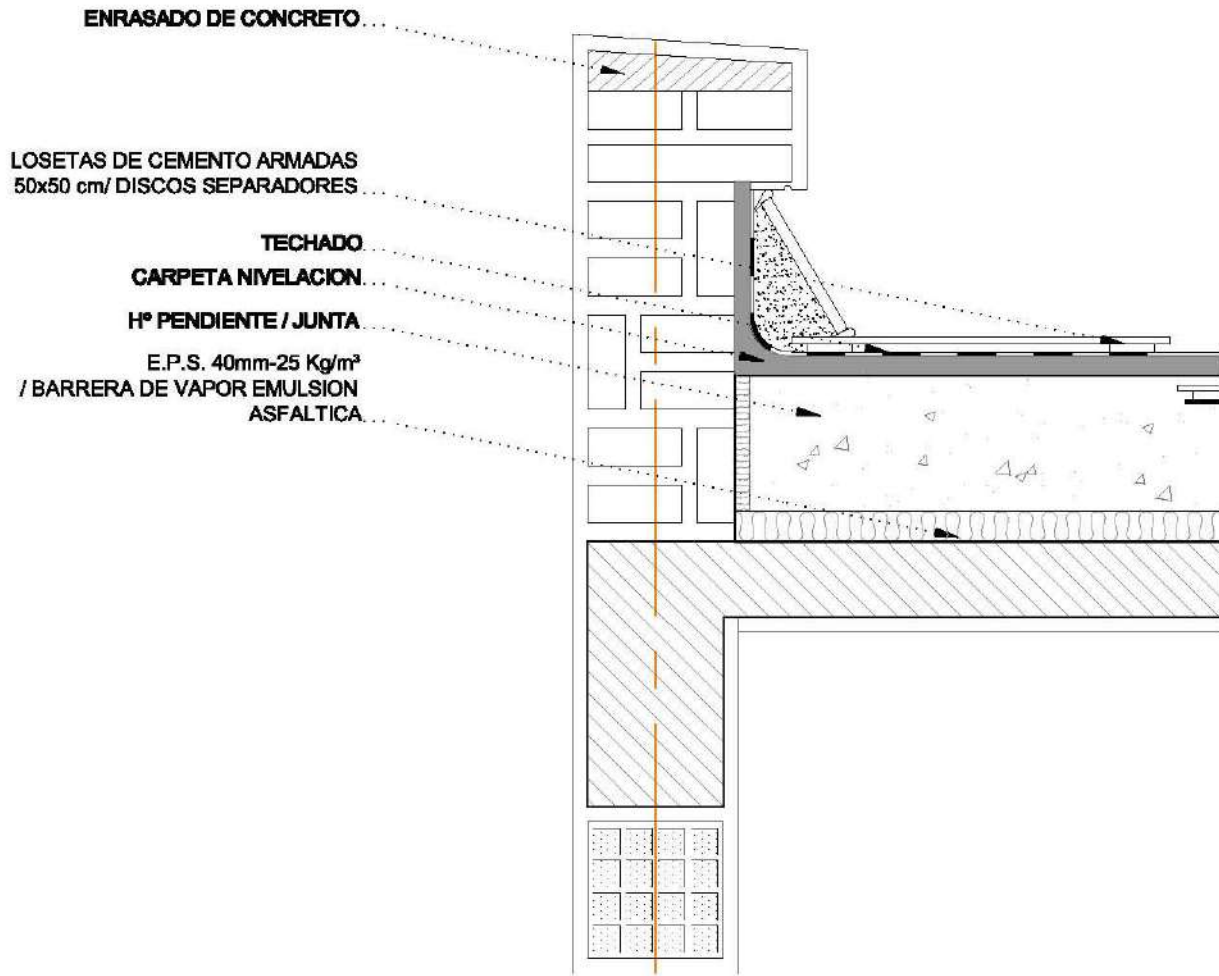 ENRASADO DE CONCRETO
LOSETAS DE CEMENTO ARMADAS
50x50 cm/ DISCOS SEPARADORES
TECHADO
CARPETA NIVELACION
Hº PENDIENTE / JUNTA
E.P.S. 40mm-25 Kg/m³
/ BARRERA DE VAPOR EMULSION
ASFALTICA